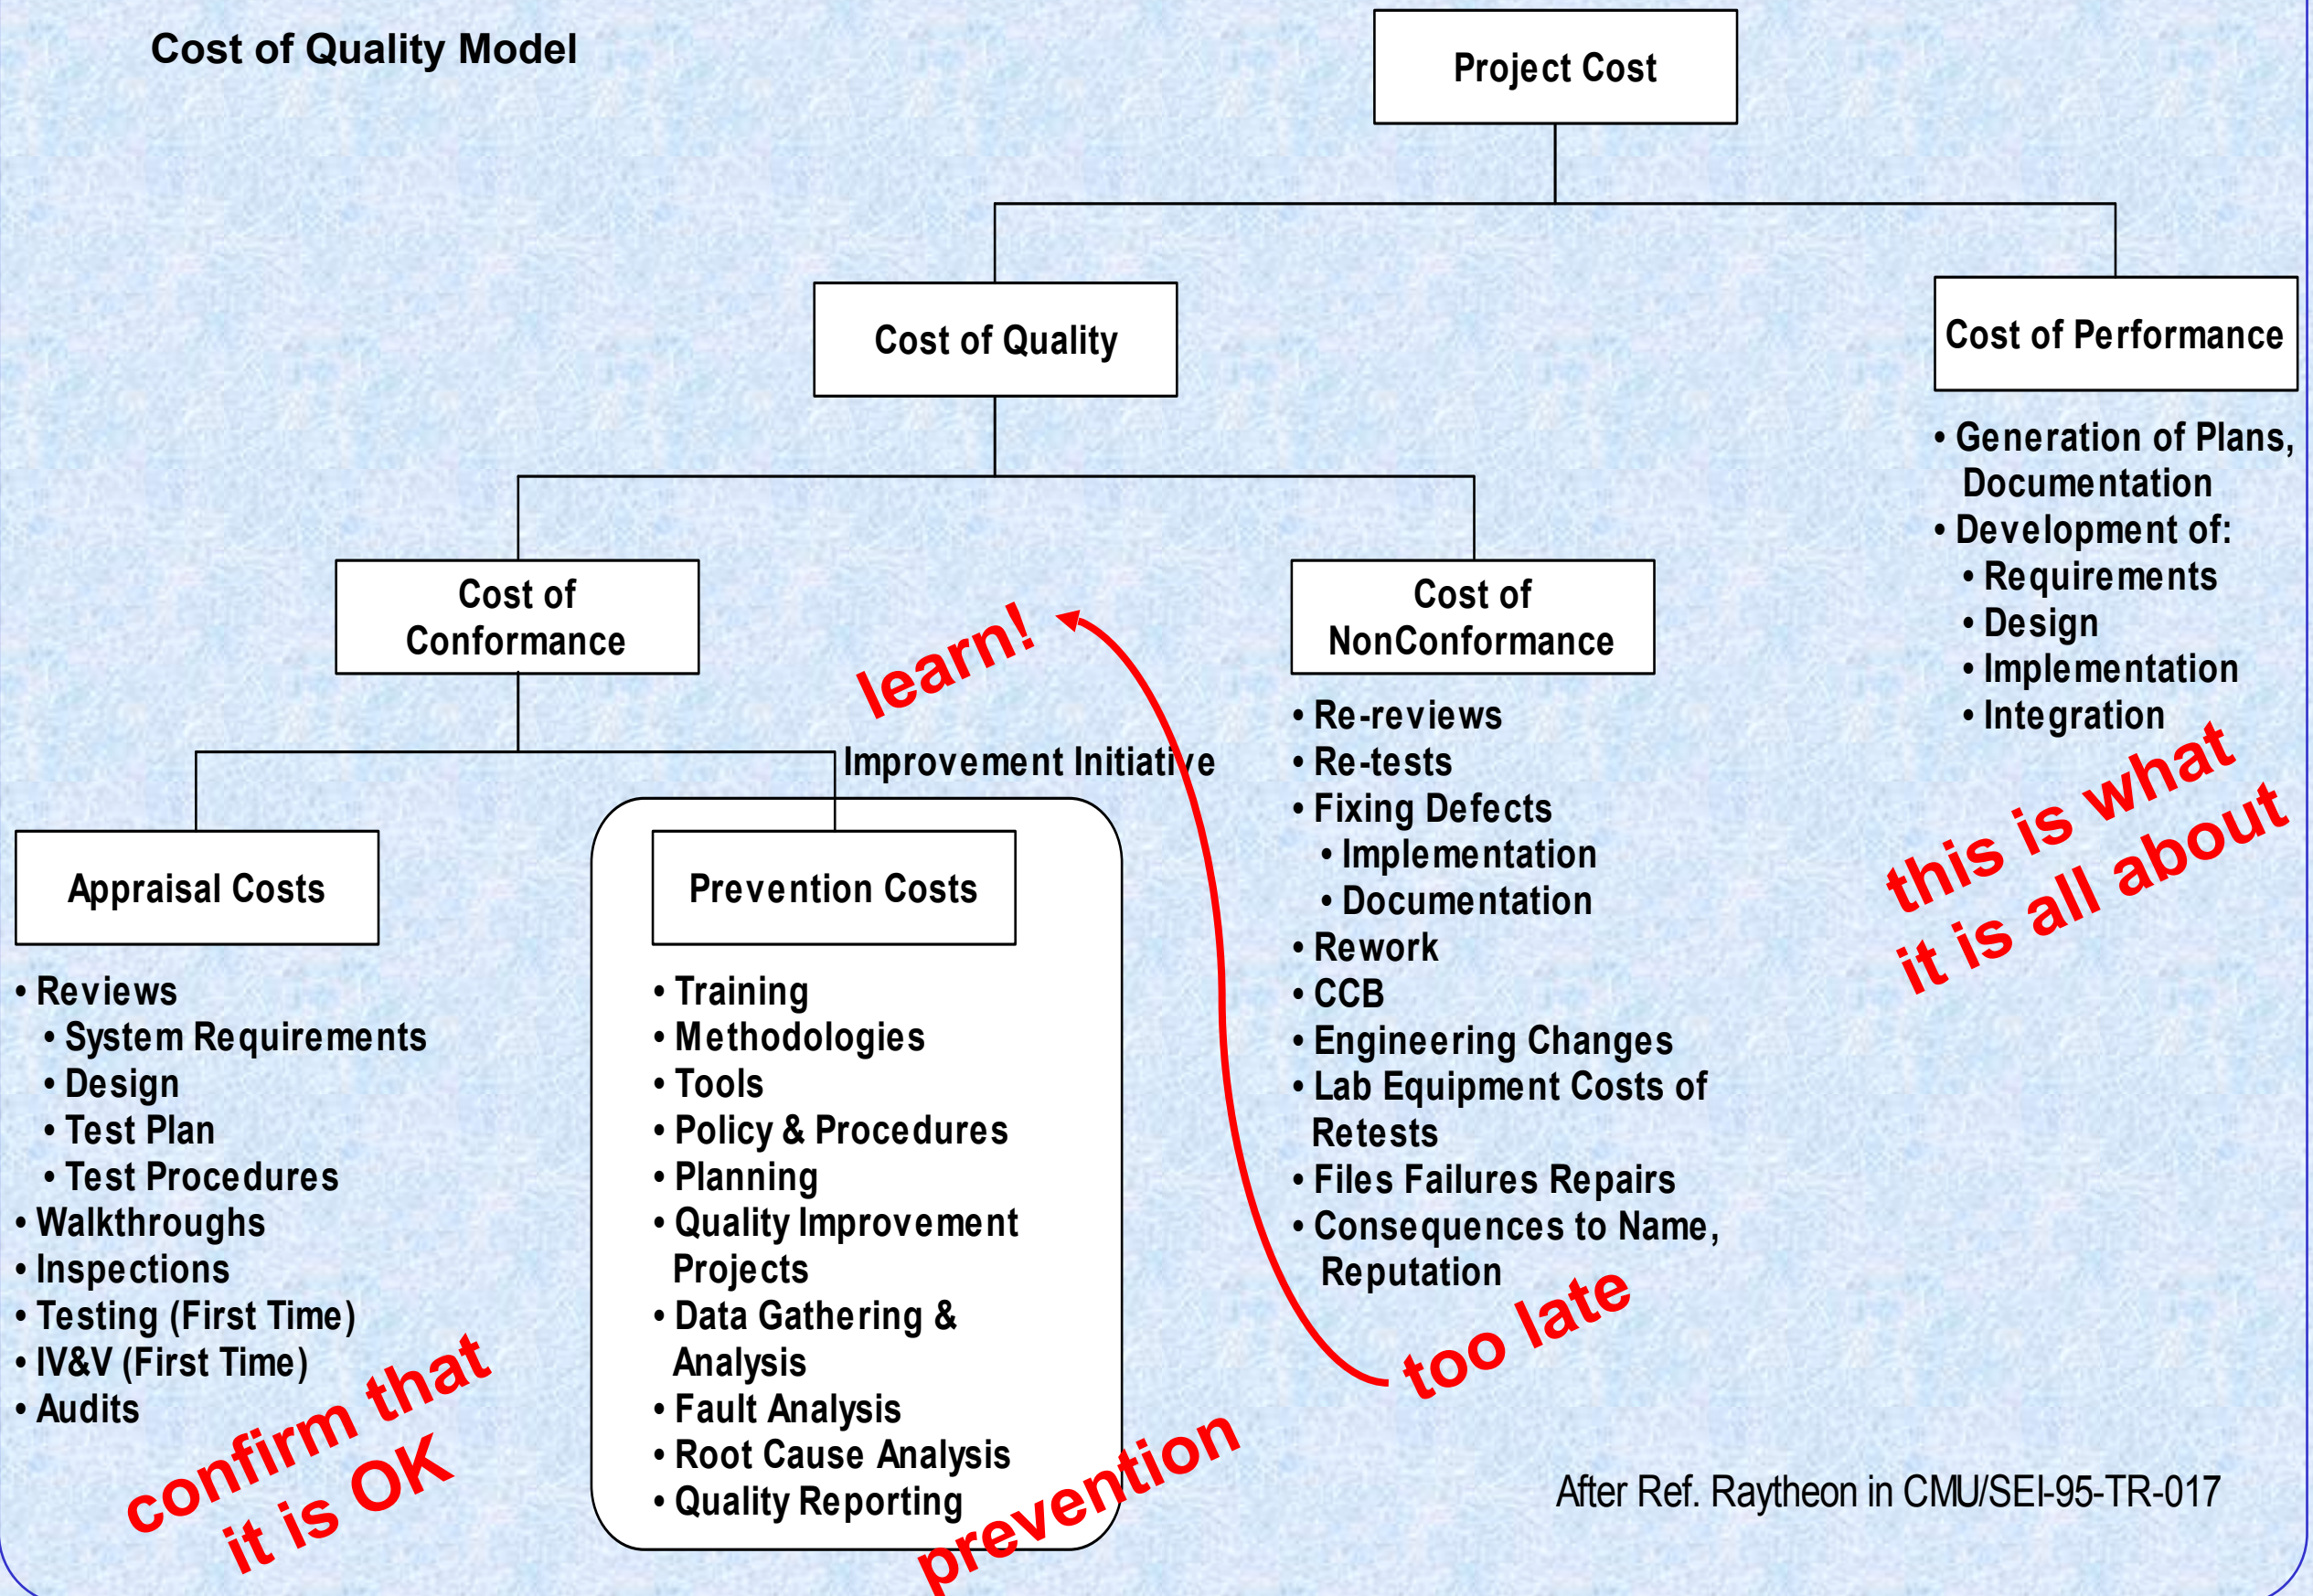 Cost of Quality Model
Project Cost
Cost of Quality
Cost of Performance
• Generation of Plans,
Documentation
• Development of:
• Requirements
• Design
• Implementation
• Integration
this is what
it is all about
Cost of
Conformance
Cost of
NonConformance
learn!
• Re-reviews
• Re-tests
• Fixing Defects
• Implementation
• Documentation
• Rework
• CCB
• Engineering Changes
• Lab Equipment Costs of
Retests
• Files Failures Repairs
• Consequences to Name,
Reputation
too late
Improvement Initiative
Appraisal Costs
• Reviews
• System Requirements
• Design
• Test Plan
• Test Procedures
• Walkthroughs
• Inspections
• Testing (First Time)
• IV&V (First Time)
• Audits
confirm that
it is OK
Prevention Costs
• Training
• Methodologies
• Tools
• Policy & Procedures
• Planning
• Quality Improvement
Projects
• Data Gathering &
Analysis
• Fault Analysis
• Root Cause Analysis
• Quality Reporting
prevention
After Ref. Raytheon in CMU/SEI-95-TR-017